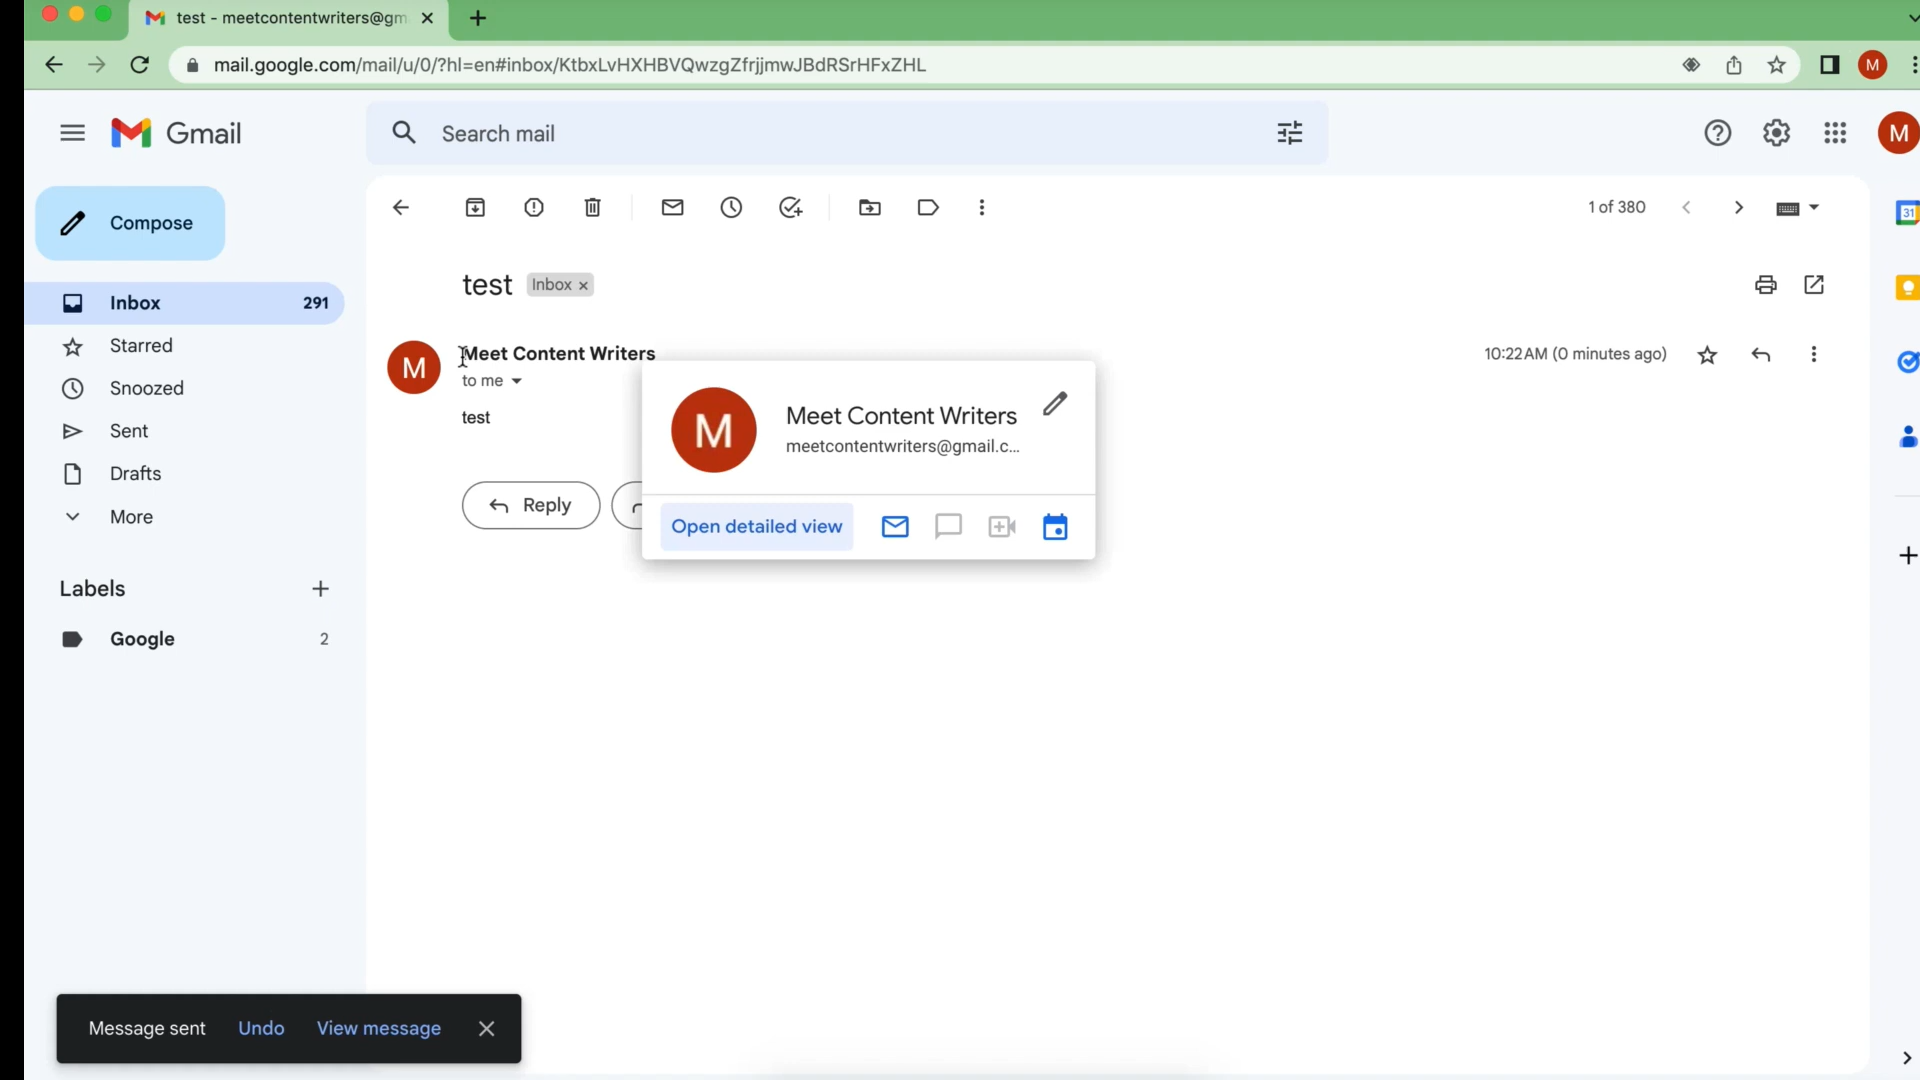 test - meetcontentwriters@gm
mail.google.com/mail/u/0/?hl=en#inbox/KtbxLvHXHBVQwzgZfrjjmwJBdRSrHFxZHL
M
Gmail
Search mail
M
Compose
1 of 380
31
Inbox 291
test Inbox ×
Starred
M
Meet Content Writers
10:22 AM (0 minutes ago)
to me
Snoozed
test
M
Meet Content Writers
meetcontentwriters@gmail.c...
Sent
Drafts
Reply
More
Open detailed view
Labels
Google 2
Message sent Undo View message